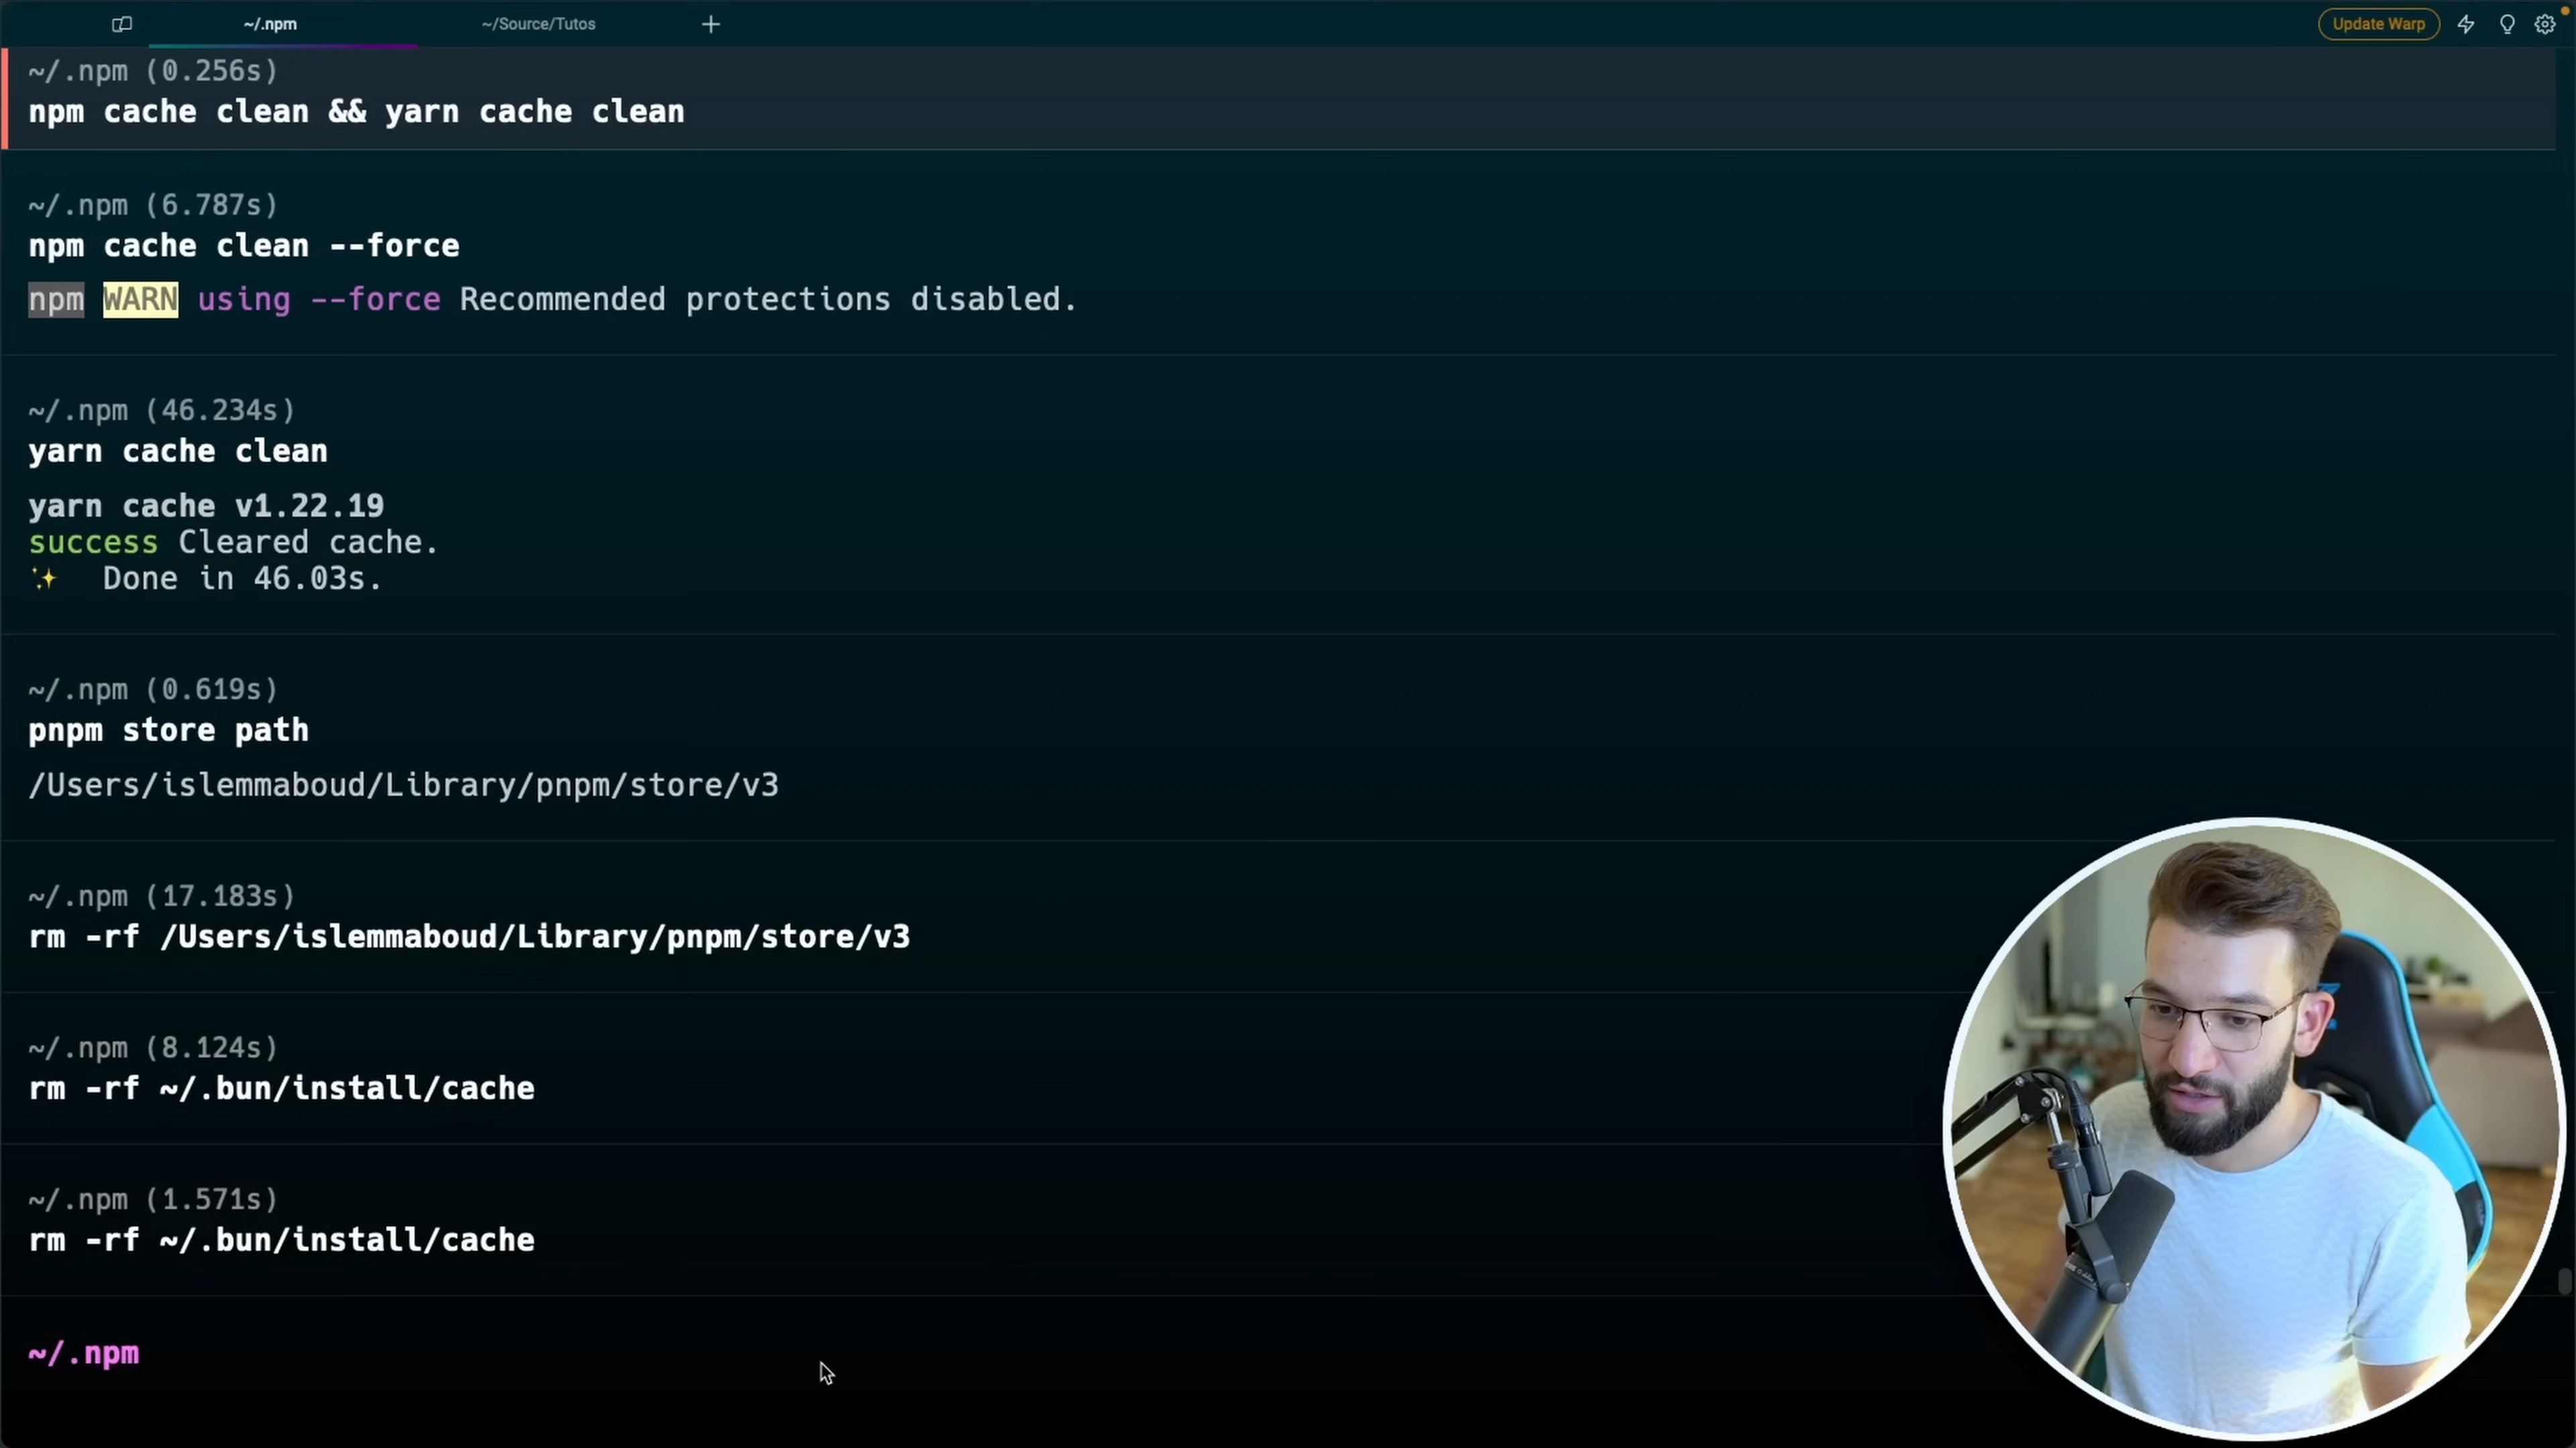 ~/.npm
~/Source/Tutos
Update Warp
~/.npm (0.256s)
npm cache clean && yarn cache clean
~/.npm (6.787s)
npm cache clean --force
npm WARN using --force Recommended protections disabled.
~/.npm (46.234s)
yarn cache clean
yarn cache v1.22.19
success Cleared cache.
✨ Done in 46.03s.
~/.npm (0.619s)
pnpm store path
/Users/islemmaboud/Library/pnpm/store/v3
~/.npm (17.183s)
rm -rf /Users/islemmaboud/Library/pnpm/store/v3
~/.npm (8.124s)
rm -rf ~/.bun/install/cache
~/.npm (1.571s)
rm -rf ~/.bun/install/cache
~/.npm